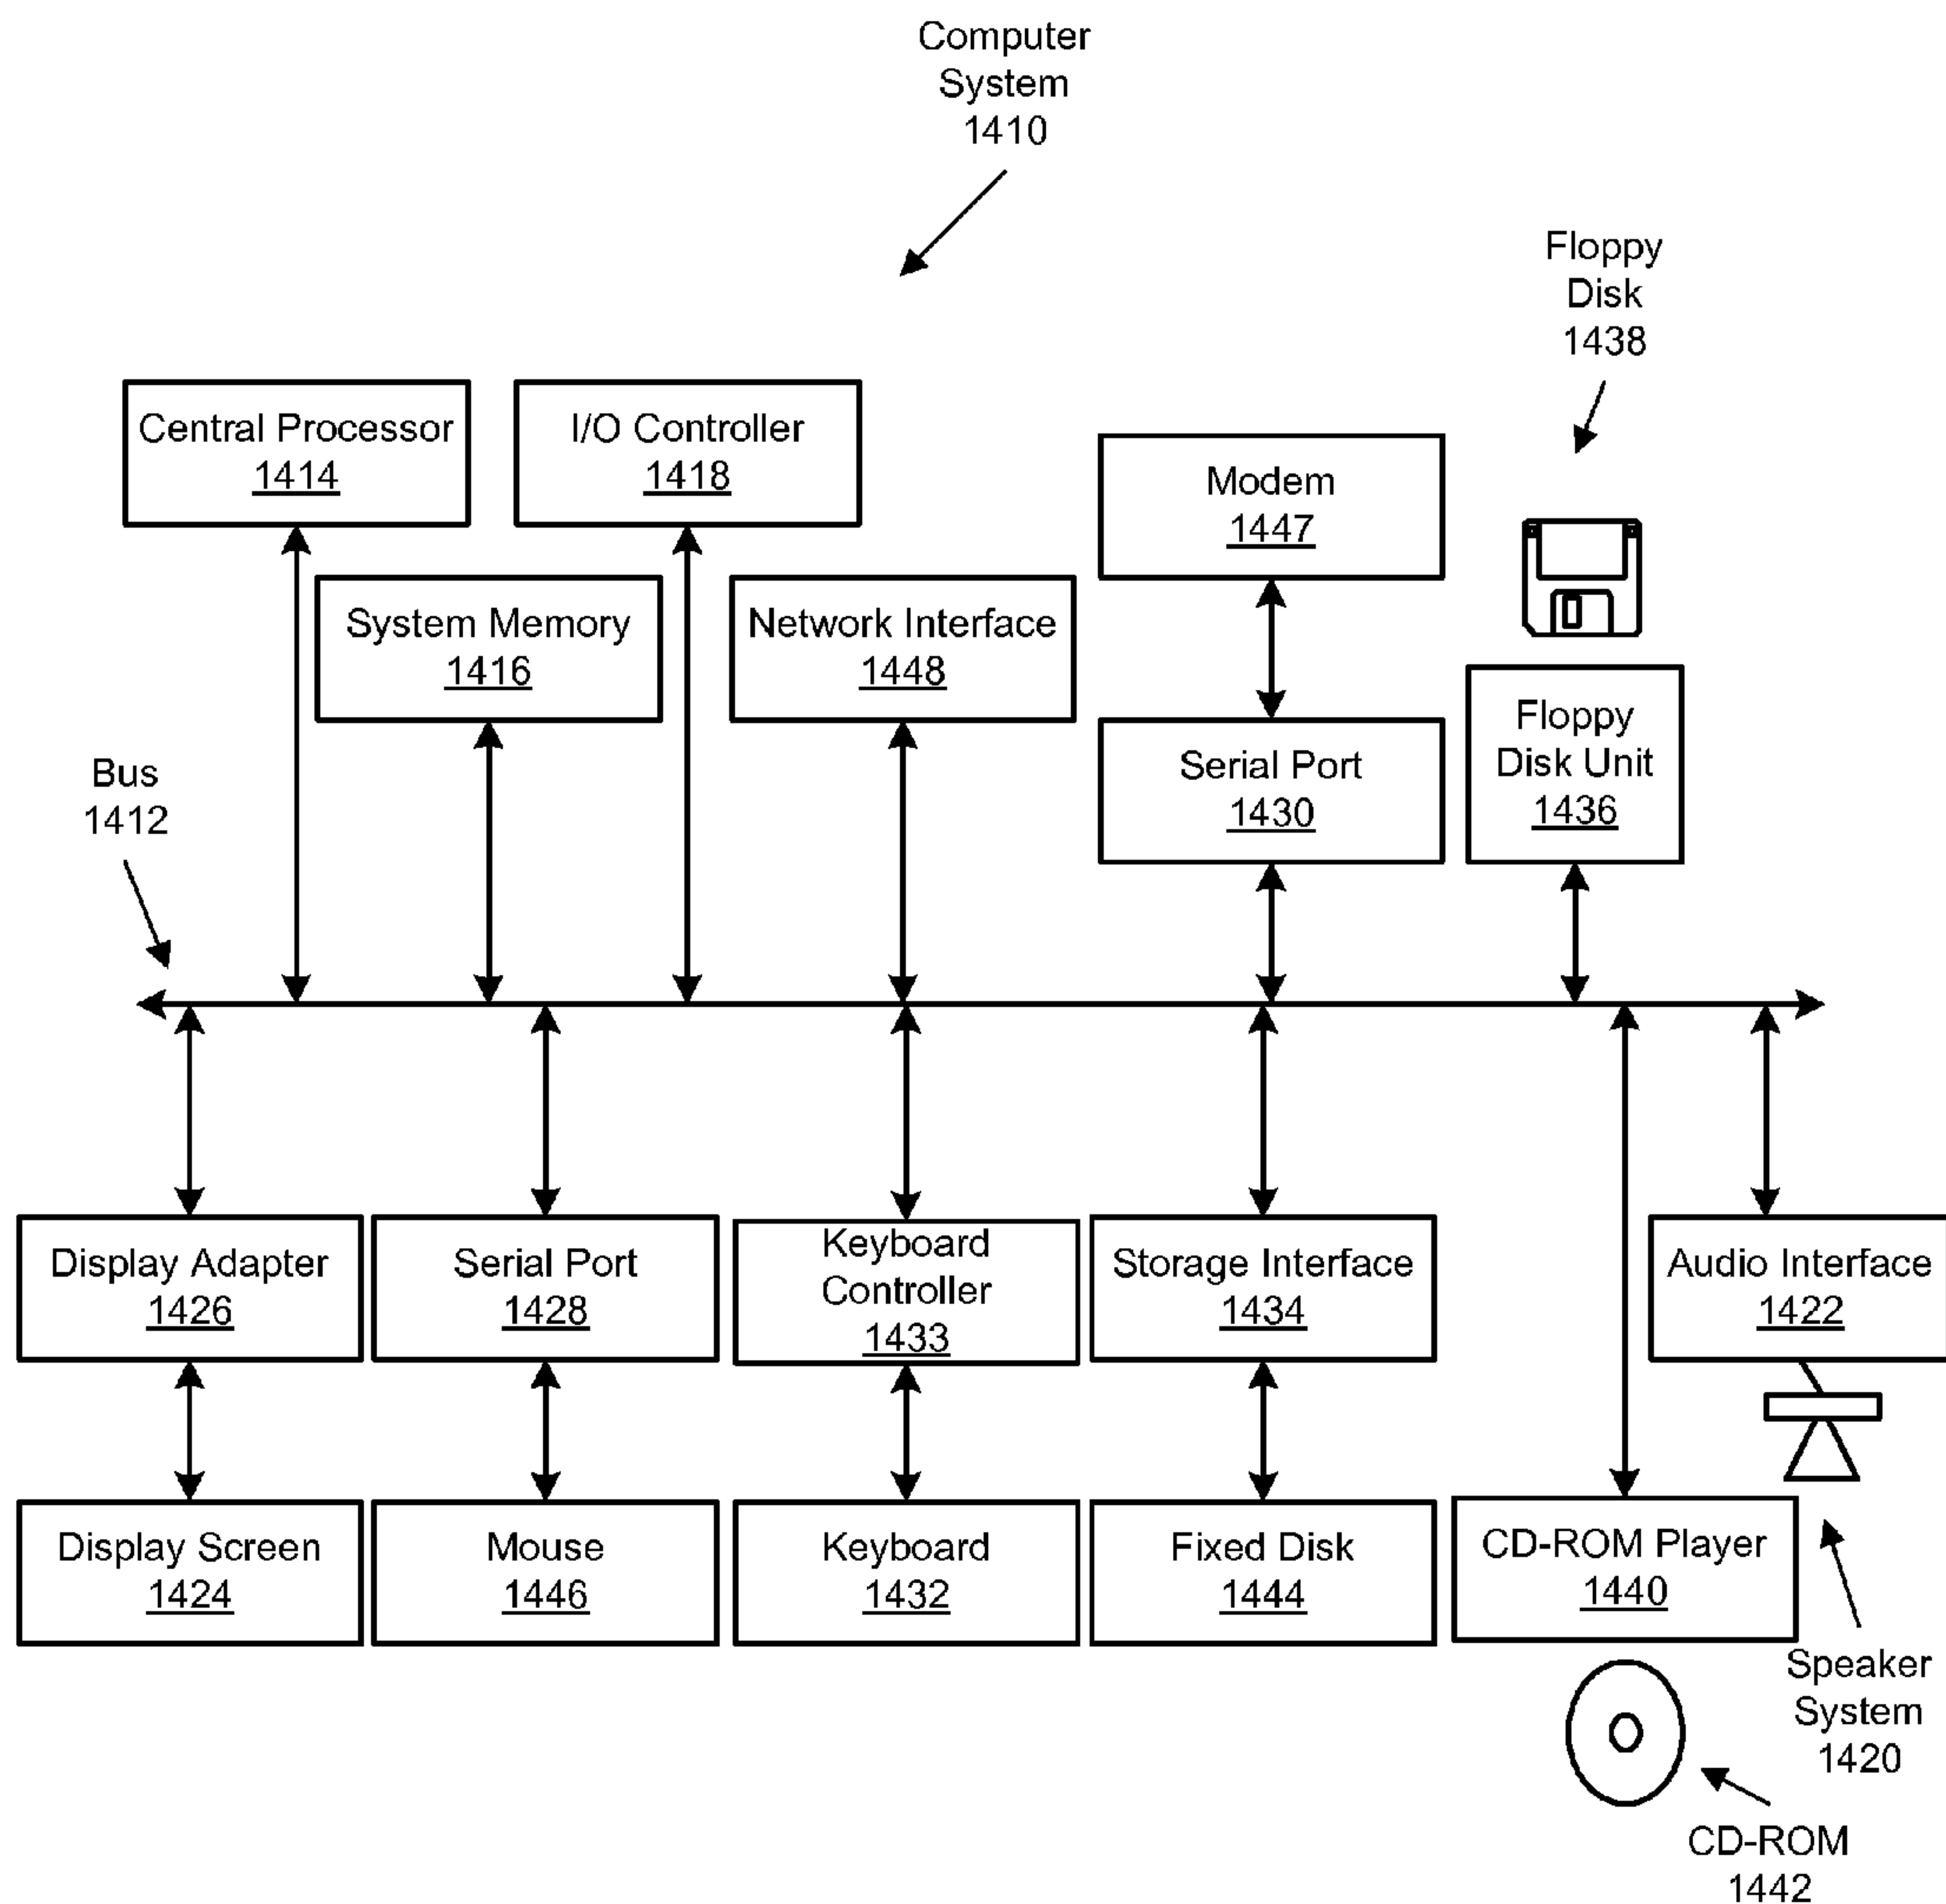 Computer
System
1410
Floppy
Disk
1438
Central Processor
1414
I/O Controller
1418
Modem
1447
System Memory
1416
Network Interface
1448
Serial Port
1430
Floppy
Disk Unit
1436
Bus
1412
Display Adapter
1426
Serial Port
1428
Keyboard
Controller
1433
Storage Interface
1434
Audio Interface
1422
Display Screen
1424
Mouse
1446
Keyboard
1432
Fixed Disk
1444
CD-ROM Player
1440
Speaker
System
1420
CD-ROM
1442